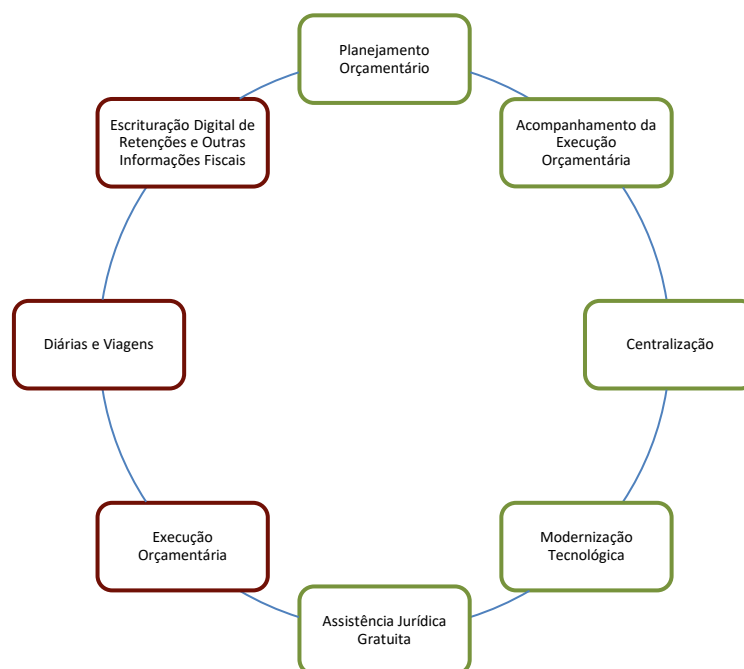 Planejamento
Orçamentário
Acompanhamento da
Execução
Orçamentária
Centralização
Modernização
Tecnológica
Assistência Jurídica
Gratuita
Execução
Orçamentária
Diárias e Viagens
Escrituração Digital de
Retenções e Outras
Informações Fiscais